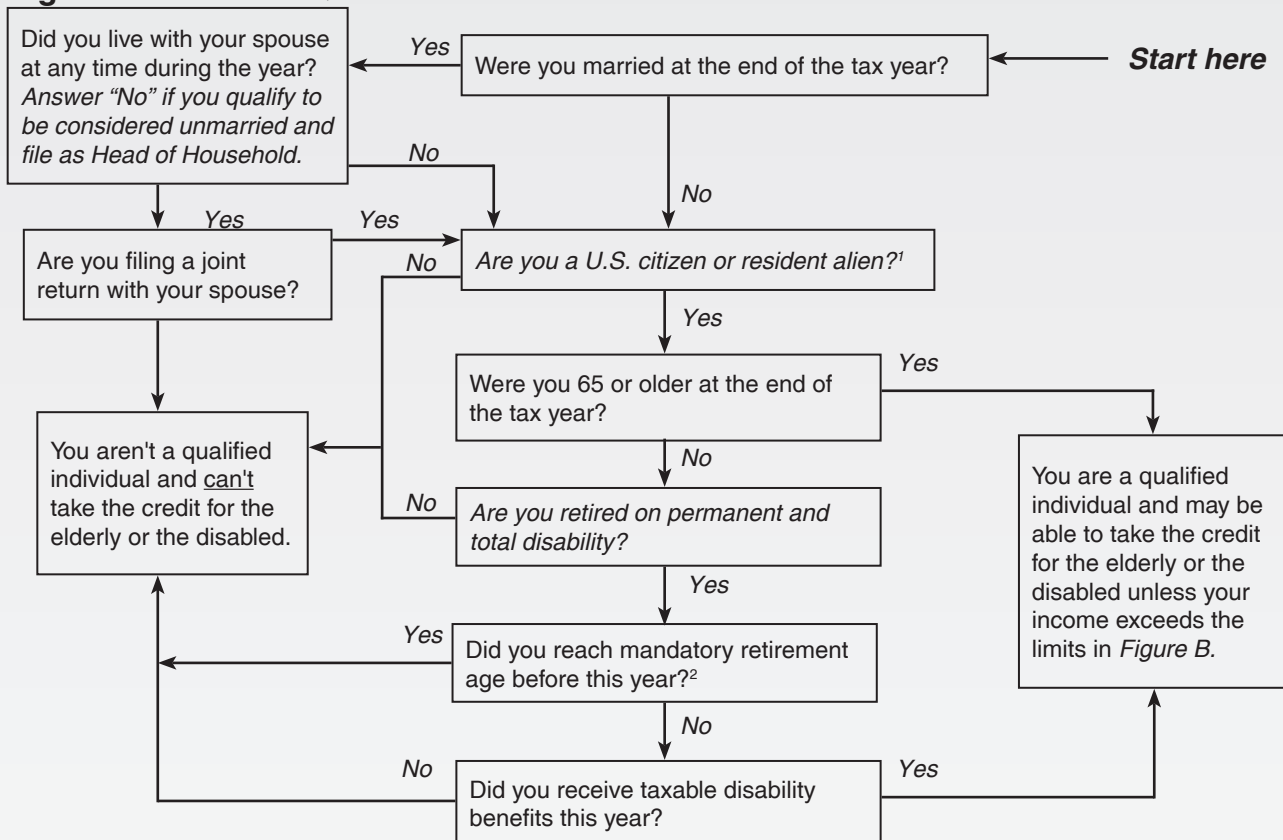 Start here
Were you married at the end of the tax year?
Yes
No
Did you live with your spouse
at any time during the year?
Answer “No” if you qualify to
be considered unmarried and
file as Head of Household.
No
Yes
Are you filing a joint
return with your spouse?
Yes
Are you a U.S. citizen or resident alien?1
No
Yes
Were you 65 or older at the end of
the tax year?
Yes
No
You aren't a qualified
individual and can't
take the credit for the
elderly or the disabled.
Are you retired on permanent and
total disability?
No
Yes
You are a qualified
individual and may be
able to take the credit
for the elderly or the
disabled unless your
income exceeds the
limits in Figure B.
Did you reach mandatory retirement
age before this year?2
Yes
No
Did you receive taxable disability
benefits this year?
No
Yes